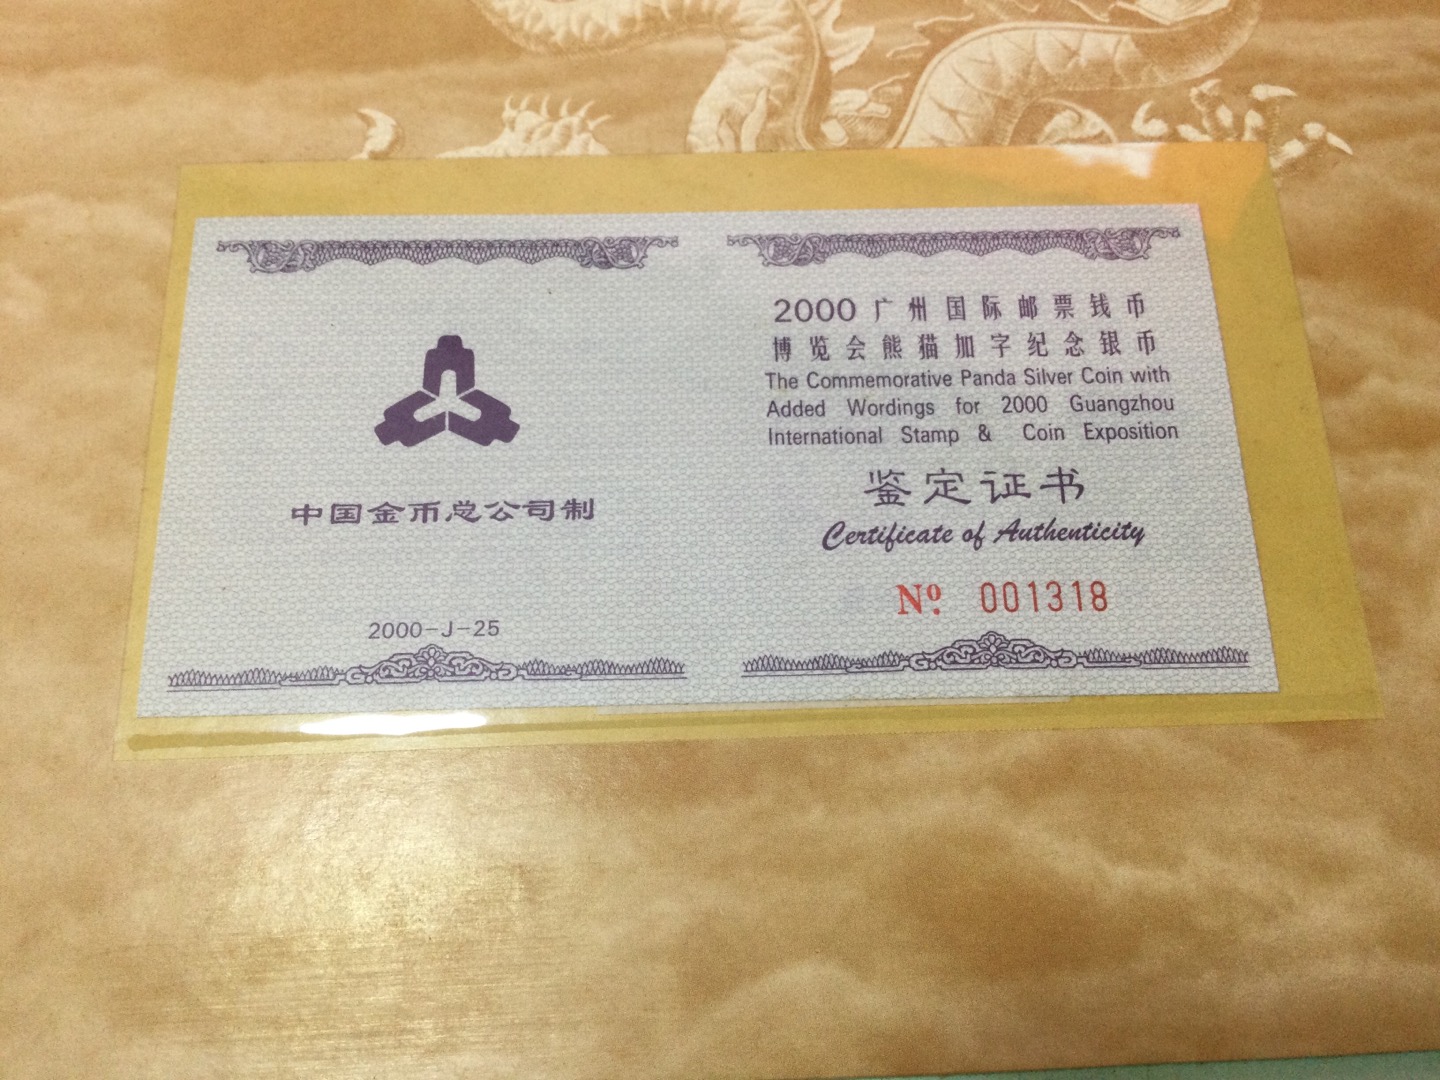 中国金币总公司制
2000-J-25
2000 广州国际邮票钱币
博览会熊猫加字纪念银币
The Commemorative Panda Silver Coin with
Added Wordings for 2000 Guangzhou
International Stamp & Coin Exposition
鉴定证书
Certificate of Authenticity
Nº. 001318